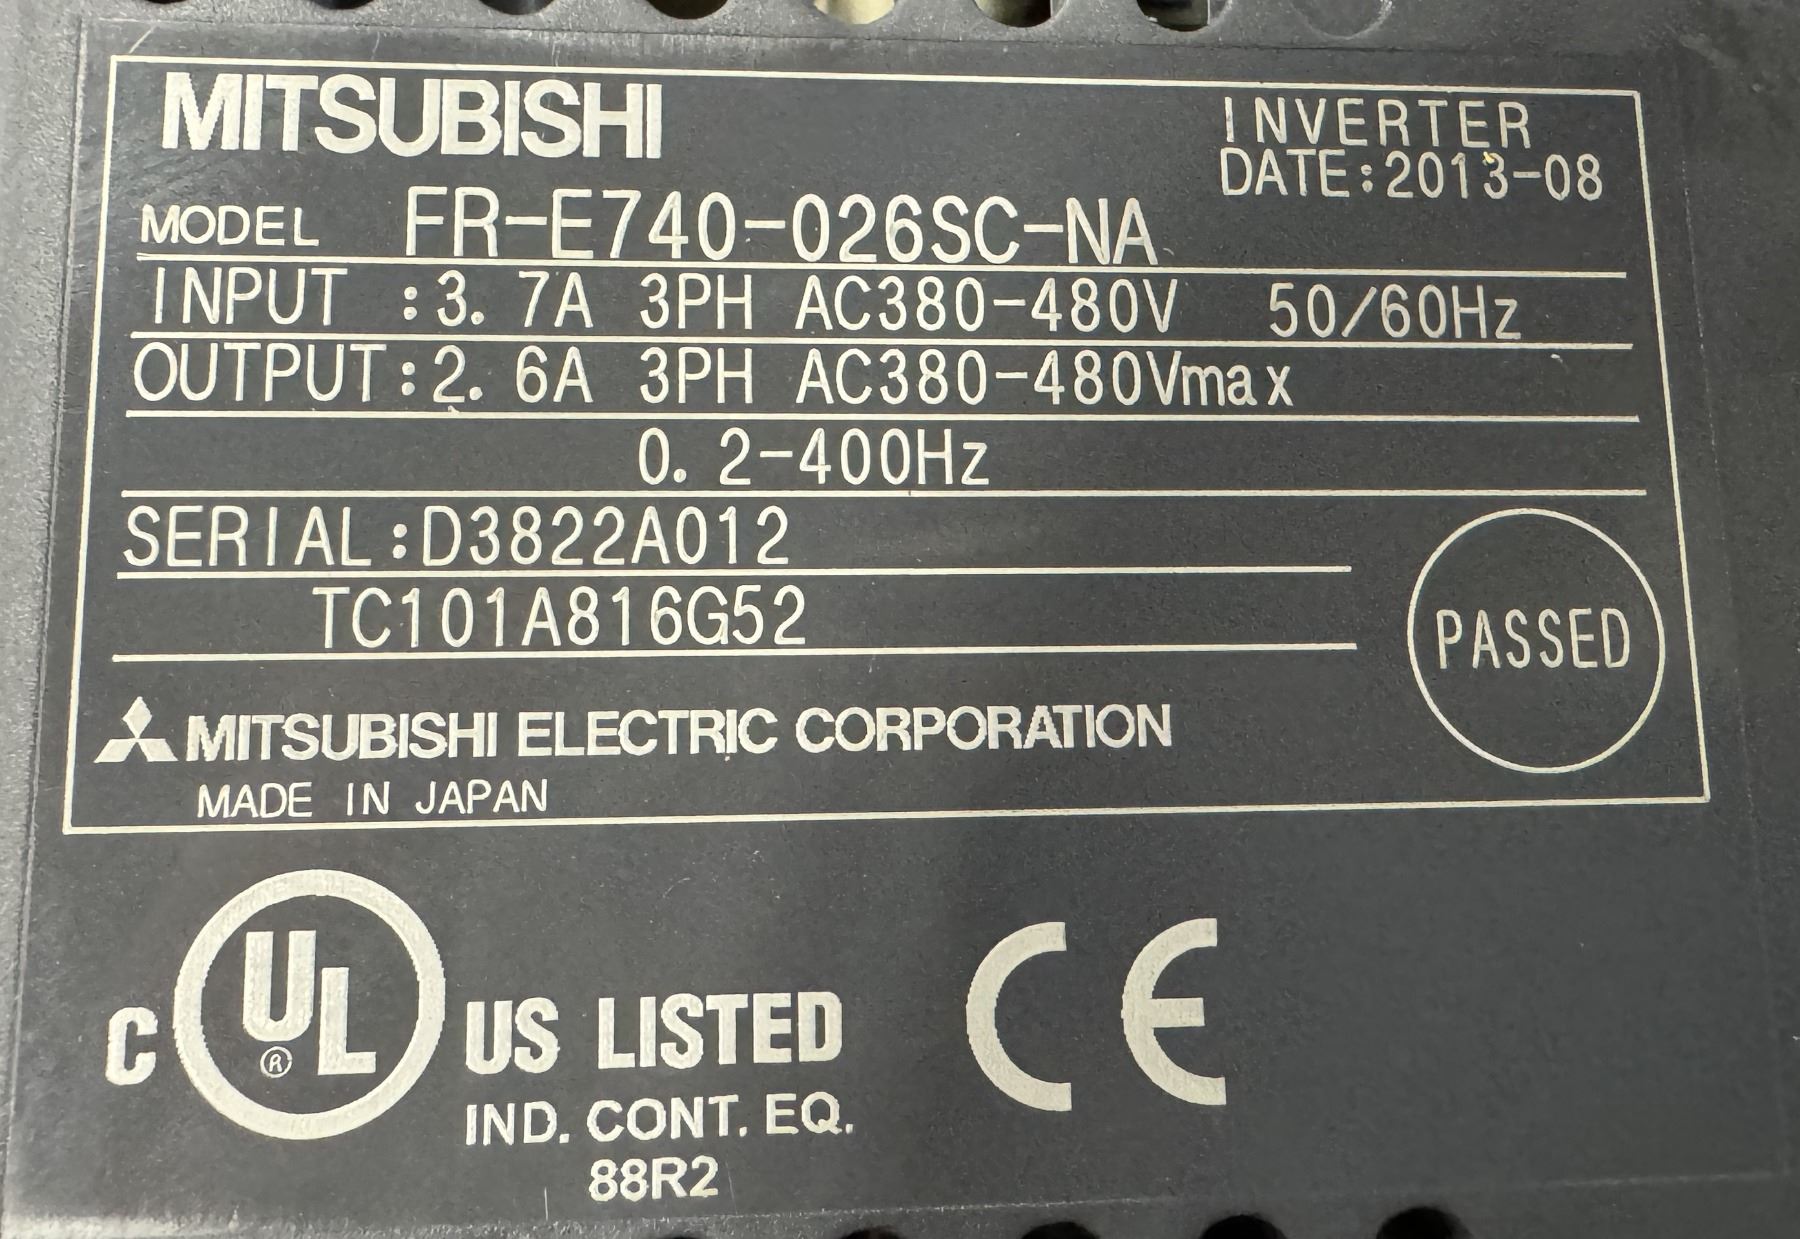 MITSUBISHI
INVERTER
DATE:2013-08
MODEL FR-E740-026SC-NA
INPUT :3.7A 3PH AC380-480V 50/60Hz
OUTPUT:2.6A 3PH AC380-480Vmax
0.2-400Hz
SERIAL:D3822A012
TC101A816G52
PASSED
MITSUBISHI ELECTRIC CORPORATION
MADE IN JAPAN
C UL ® US LISTED CE
IND. CONT. EQ.
88R2